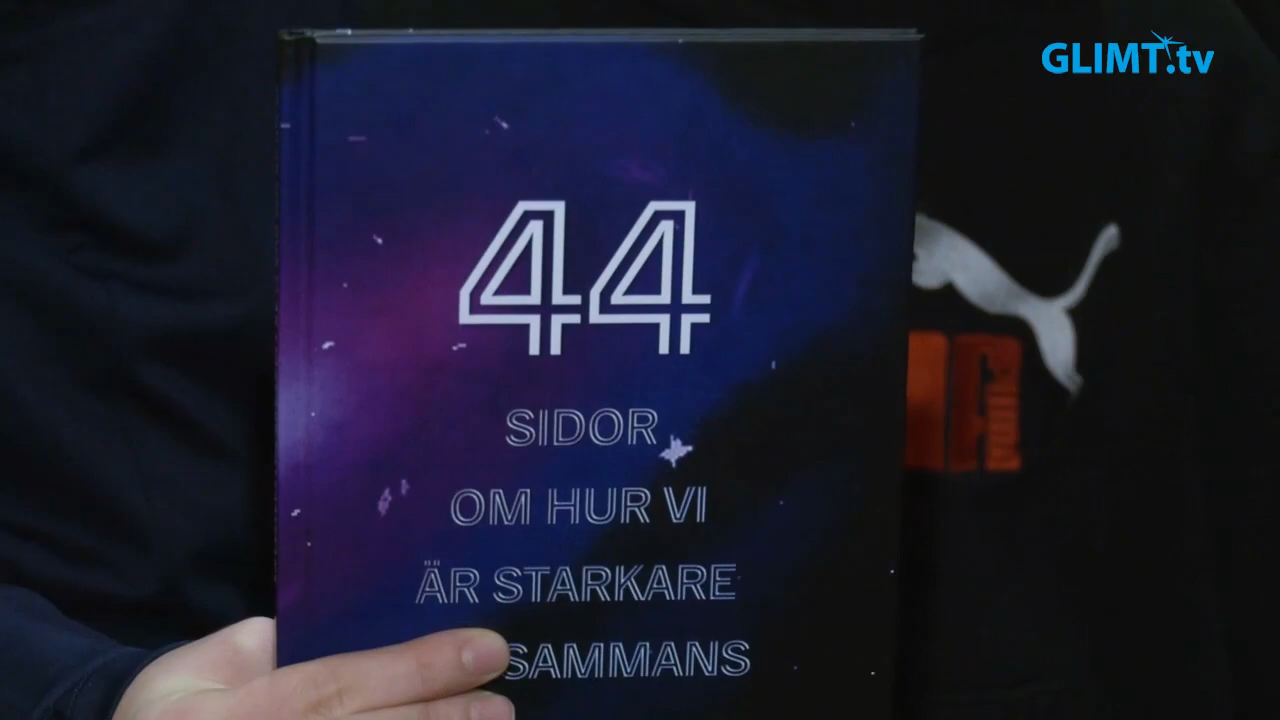 GLIMT.tv
44
SIDOR
OM HUR VI
ÄR STARKARE
SAMMANS